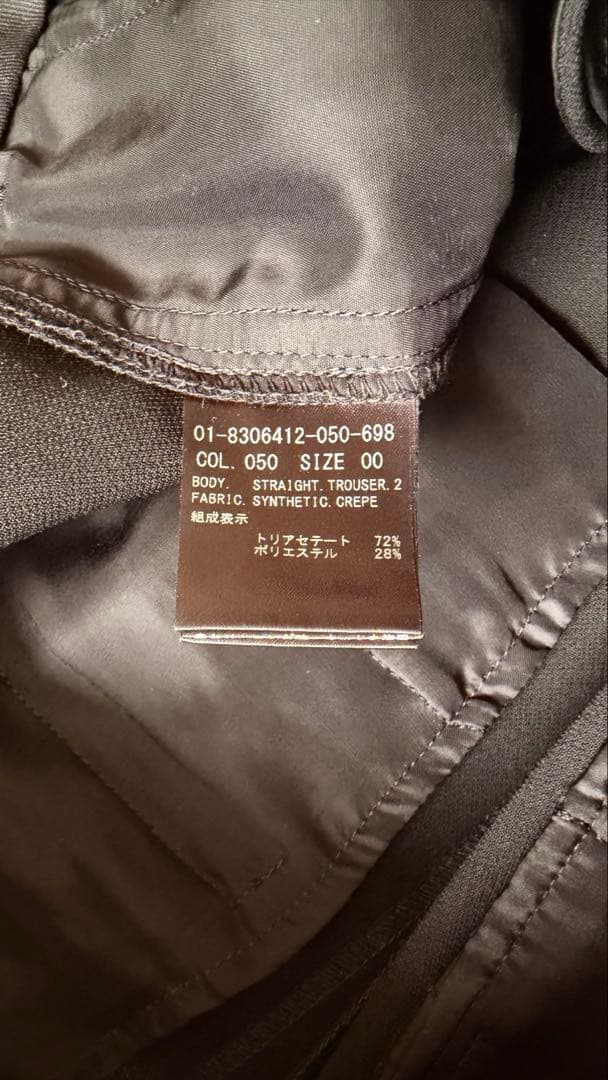 01-8306412-050-698
COL. 050 SIZE 00
BODY. STRAIGHT.TROUSER.2
FABRIC. SYNTHETIC.CREPE
組成表示
トリアセテート 72%
ポリエステル 28%